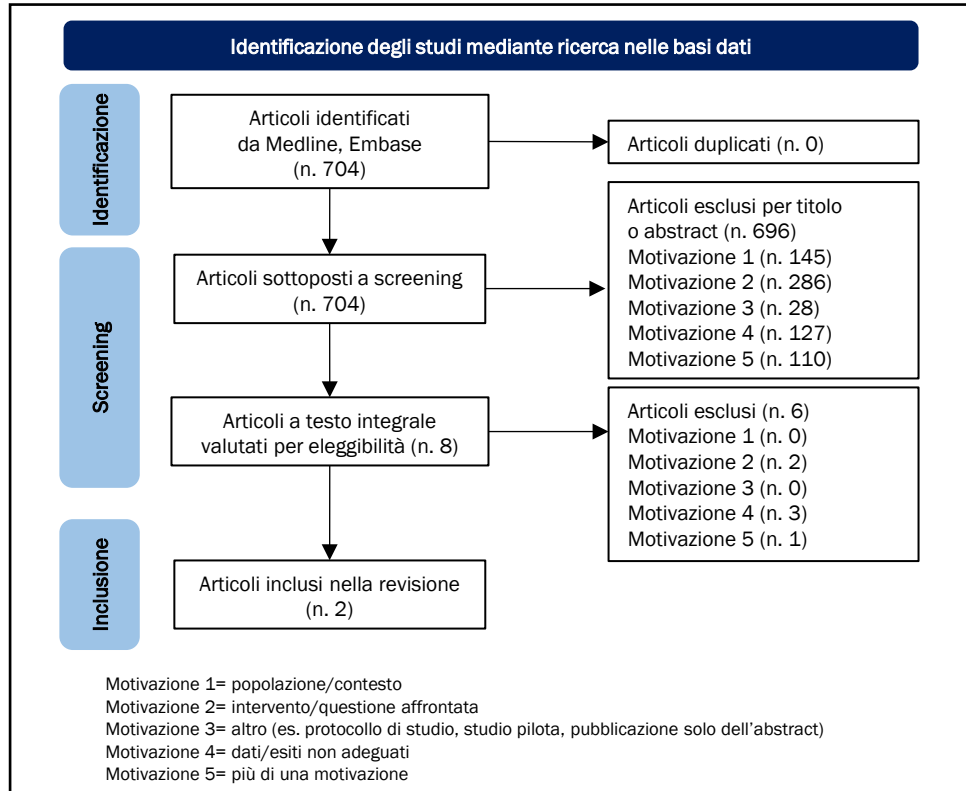 Identificazione degli studi mediante ricerca nelle basi dati
Identificazione
Articoli identificati
da Medline, Embase
(n. 704)
Articoli duplicati (n. 0)
Screening
Articoli sottoposti a screening
(n. 704)
Articoli esclusi per titolo
o abstract (n. 696)
Motivazione 1 (n. 145)
Motivazione 2 (n. 286)
Motivazione 3 (n. 28)
Motivazione 4 (n. 127)
Motivazione 5 (n. 110)
Articoli a testo integrale
valutati per eleggibilità (n. 8)
Articoli esclusi (n. 6)
Motivazione 1 (n. 0)
Motivazione 2 (n. 2)
Motivazione 3 (n. 0)
Motivazione 4 (n. 3)
Motivazione 5 (n. 1)
Inclusione
Articoli inclusi nella revisione
(n. 2)
Motivazione 1= popolazione/contesto
Motivazione 2= intervento/questione affrontata
Motivazione 3= altro (es. protocollo di studio, studio pilota, pubblicazione solo dell'abstract)
Motivazione 4= dati/esiti non adeguati
Motivazione 5= più di una motivazione